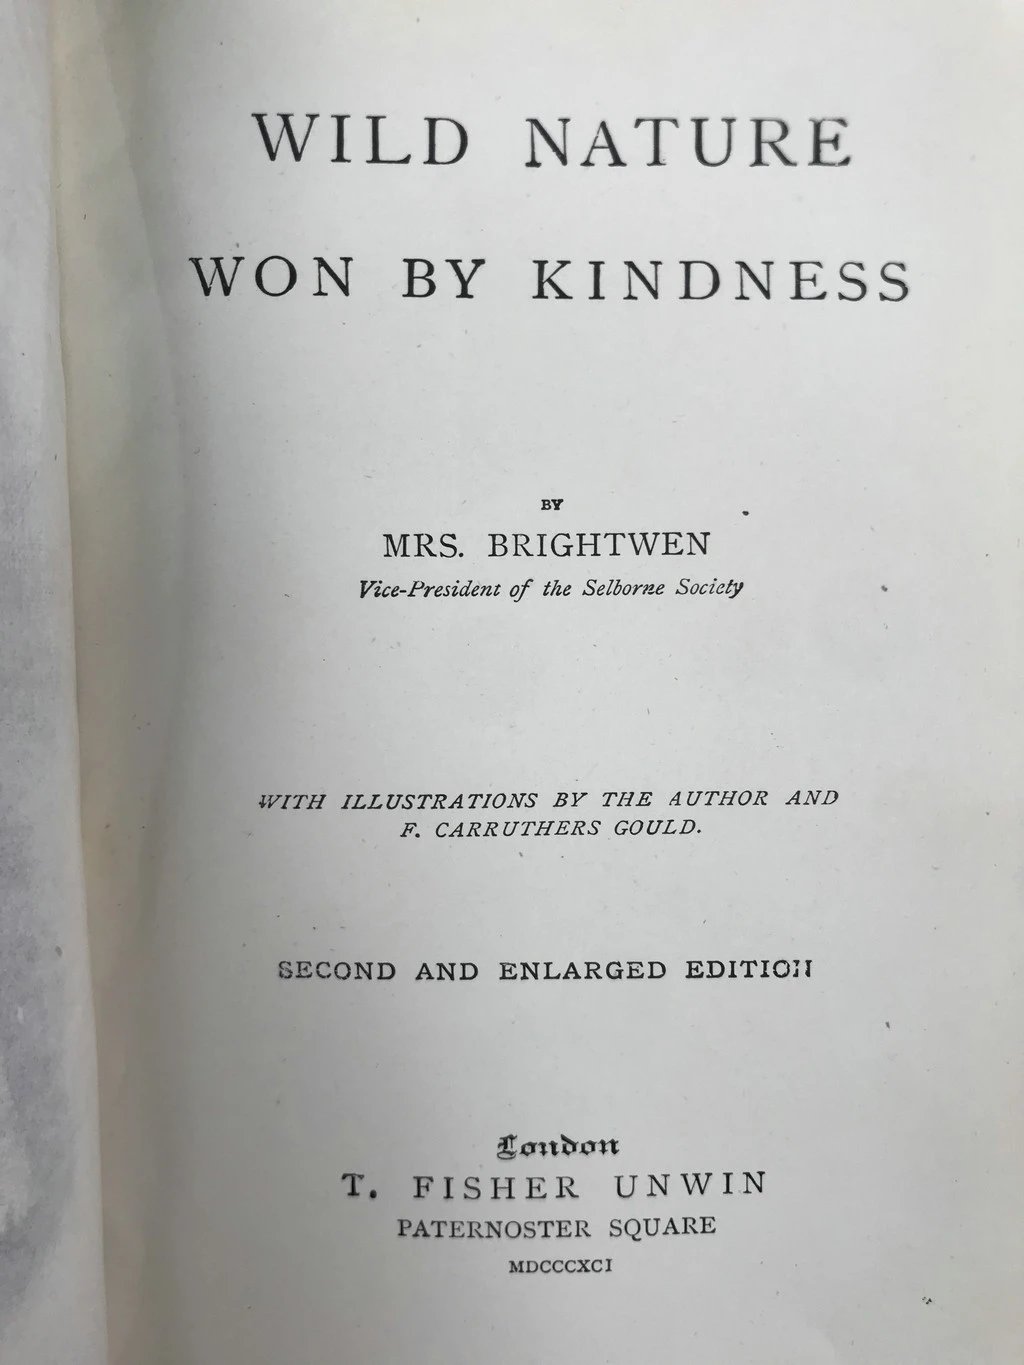 WILD NATURE
WON BY KINDNESS
BY
MRS. BRIGHTWEN
Vice-President of the Selborne Society
WITH ILLUSTRATIONS BY THE AUTHOR AND
F. CARRUTHERS GOULD.
SECOND AND ENLARGED EDITION
London
T. FISHER UNWIN
PATERNOSTER SQUARE
MDCCCXCI